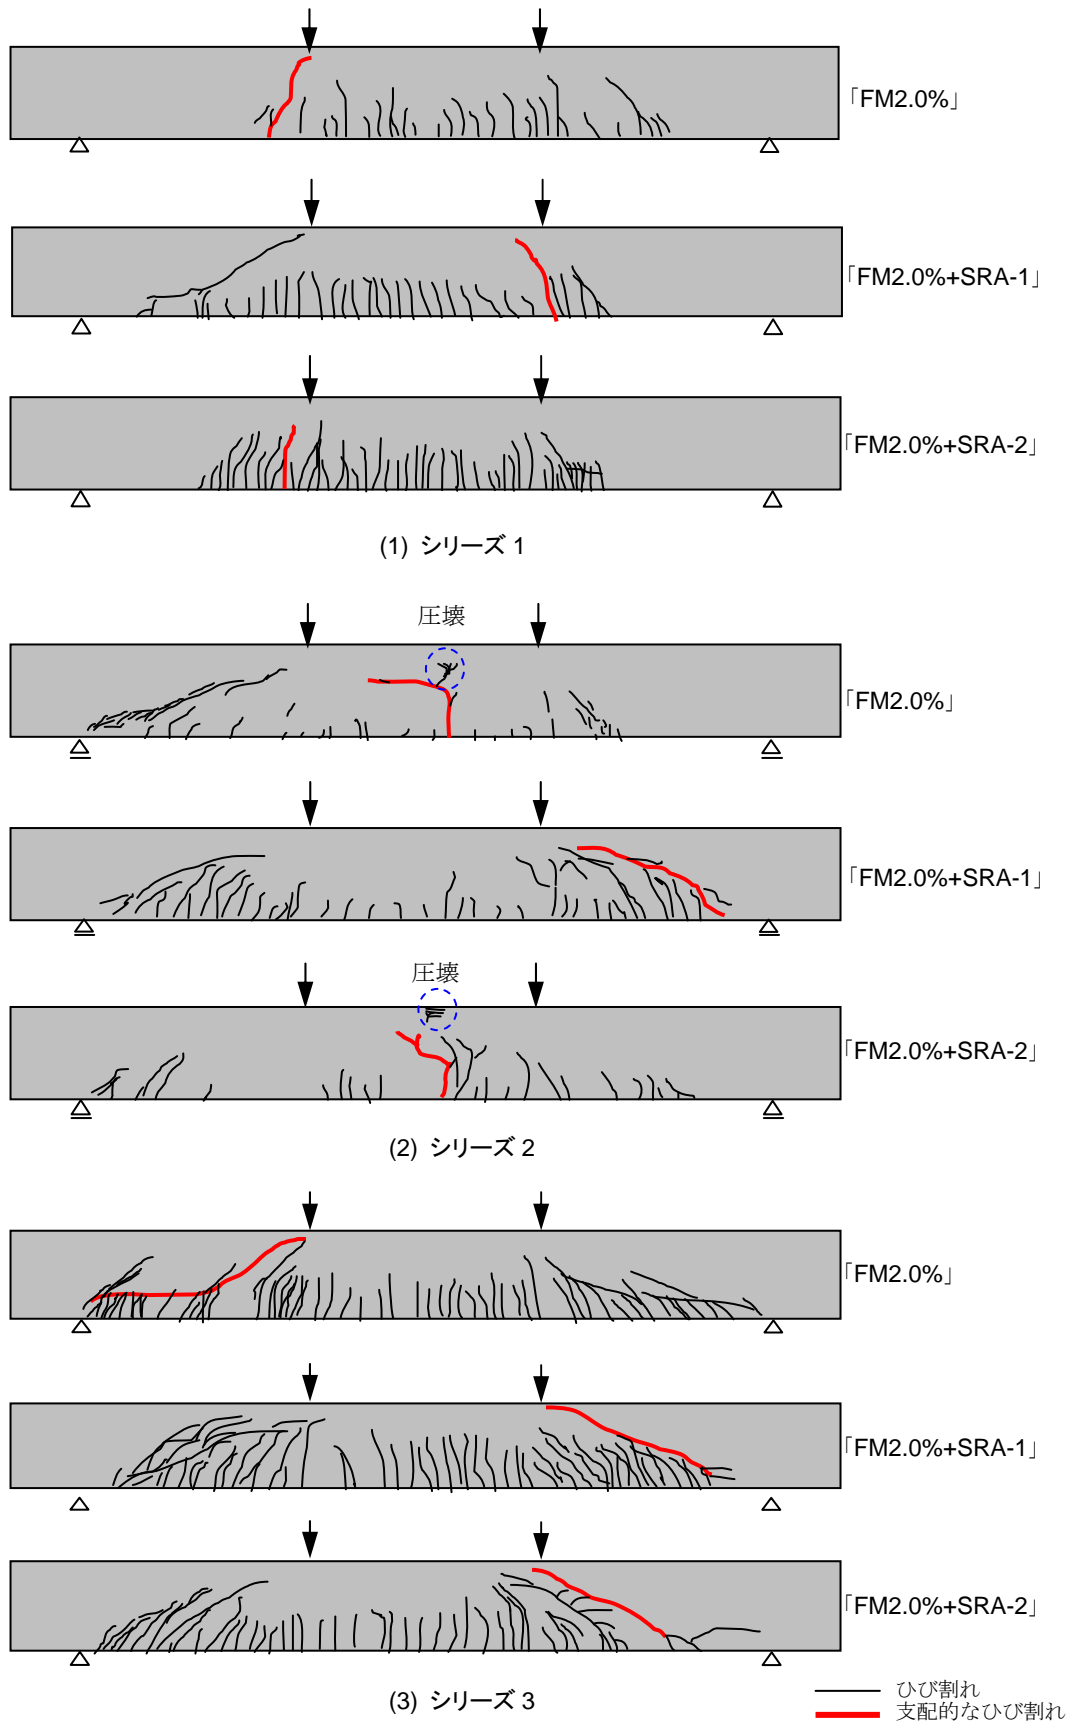 「FM2.0%」
「FM2.0%+SRA-1」
「FM2.0%+SRA-2」
(1) シリーズ 1
圧壊
「FM2.0%」
「FM2.0%+SRA-1」
圧壊
「FM2.0%+SRA-2」
(2) シリーズ 2
「FM2.0%」
「FM2.0%+SRA-1」
「FM2.0%+SRA-2」
(3) シリーズ 3
ひび割れ
支配的なひび割れ